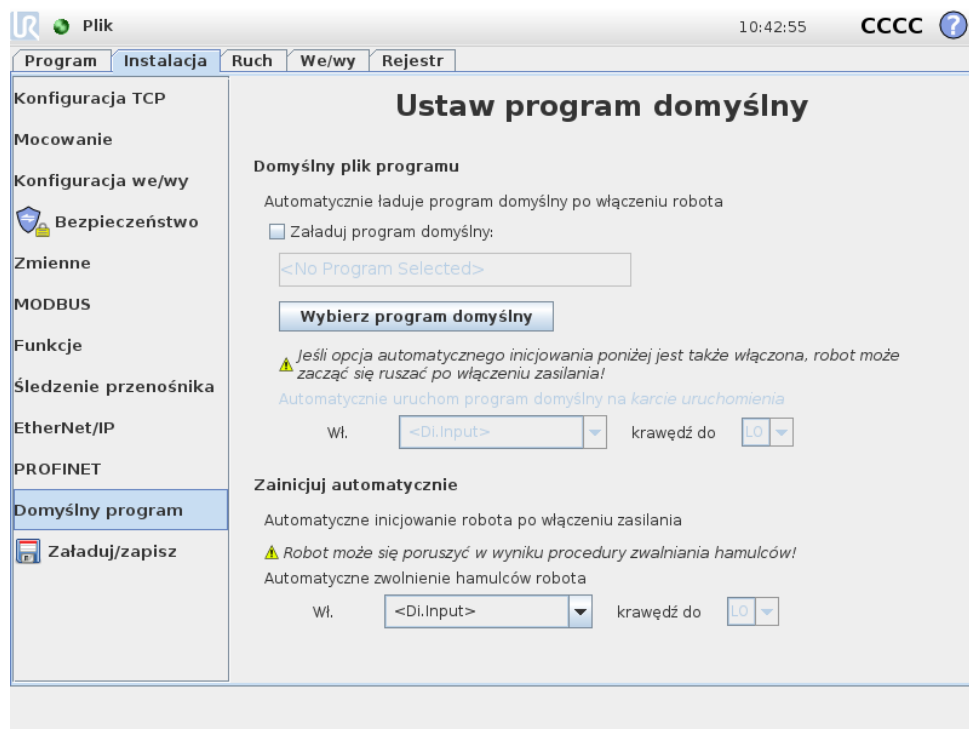 UR Plik 10:42:55 CCCC ?
Program Instalacja Ruch We/wy Rejestr
Konfiguracja TCP
Mocowanie
Konfiguracja we/wy
Bezpieczeństwo
Zmienne
MODBUS
Funkcje
Śledzenie przenośnika
EtherNet/IP
PROFINET
Domyślny program
Załaduj/zapisz
Ustaw program domyślny
Domyślny plik programu
Automatycznie ładuje program domyślny po włączeniu robota
Załaduj program domyślny:
<No Program Selected>
Wybierz program domyślny
Jeśli opcja automatycznego inicjowania poniżej jest także włączona, robot może
zacząć się ruszać po włączeniu zasilania!
Automatycznie uruchom program domyślny na karcie uruchomienia
Wł. <Di.Input> krawędź do LO
Zainicjuj automatycznie
Automatyczne inicjowanie robota po włączeniu zasilania
Robot może się poruszyć w wyniku procedury zwalniania hamulców!
Automatyczne zwolnienie hamulców robota
Wł. <Di.Input> krawędź do LO